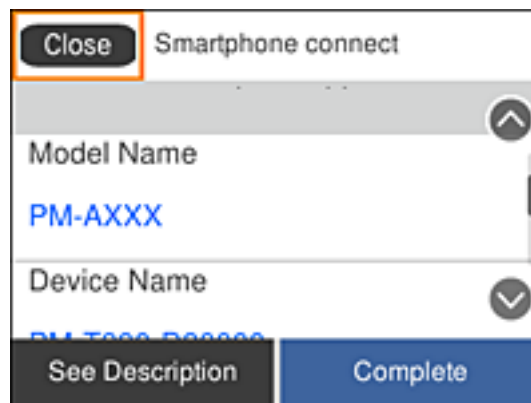 Close
Smartphone connect
Model Name
PM-AXXX
Device Name
See Description
Complete